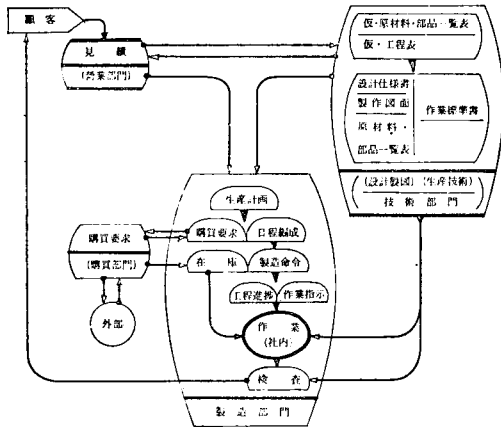 顧客
見積
(営業部門)
仮・原材料・部品一覧表
仮・工程表
設計仕様書
製作図面
原材料・
部品一覧表
作業標準書
(設計製図)(生産技術)
技術部門
生産計画
購買要求 日程編成
在庫 製造命令
工程進捗 作業指示
作業
(社内)
検査
製造部門
購買要求
(購買部門)
外部